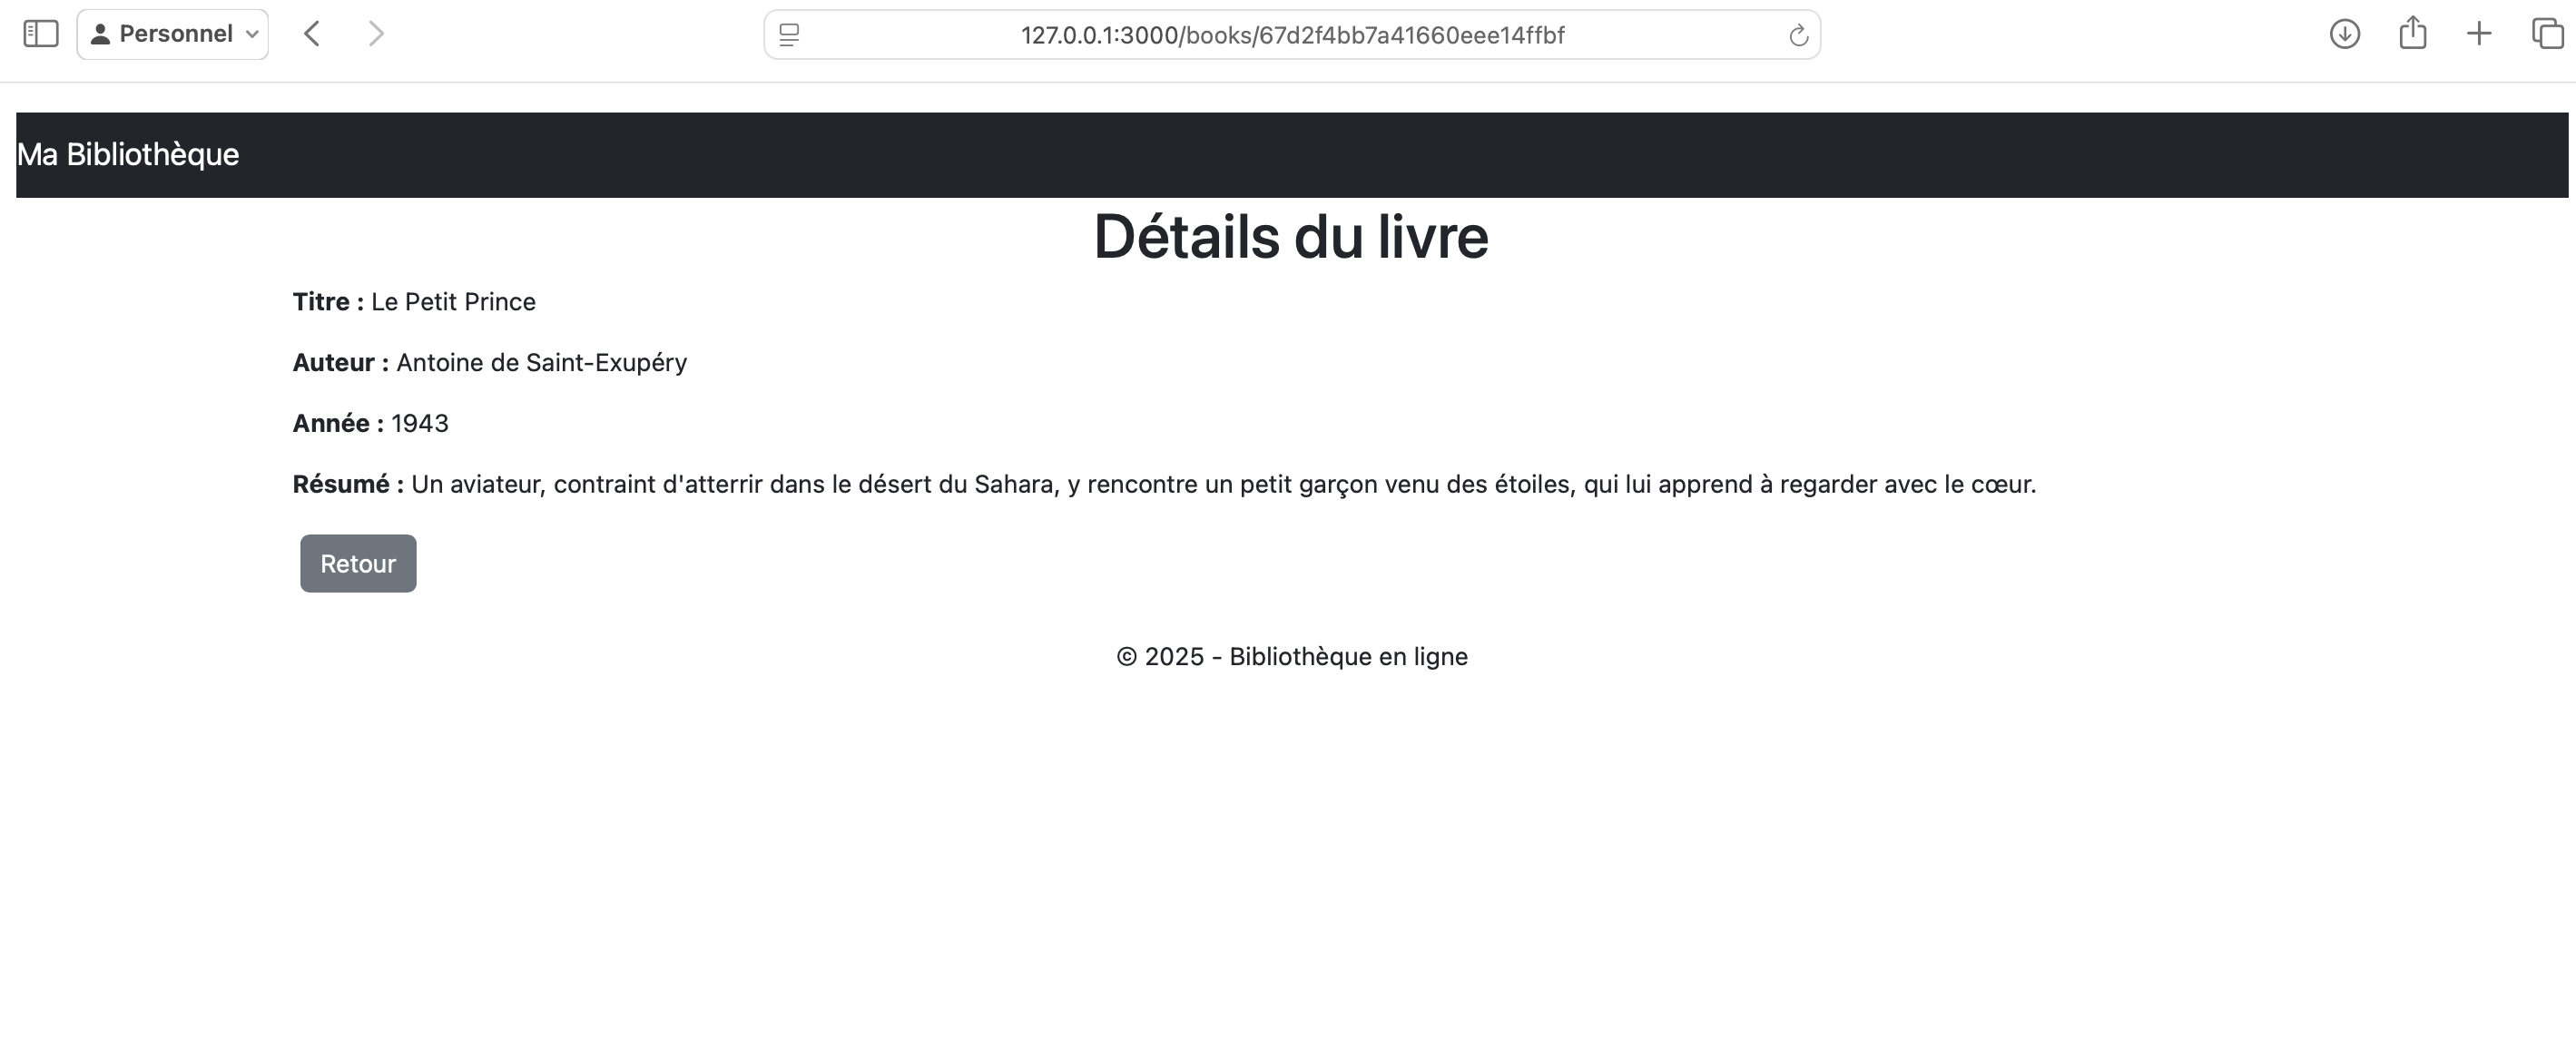 Personnel
127.0.0.1:3000/books/67d2f4bb7a41660eee14ffbf
Ma Bibliothèque
Détails du livre
Titre : Le Petit Prince
Auteur : Antoine de Saint-Exupéry
Année : 1943
Résumé : Un aviateur, contraint d'atterrir dans le désert du Sahara, y rencontre un petit garçon venu des étoiles, qui lui apprend à regarder avec le cœur.
Retour
© 2025 - Bibliothèque en ligne